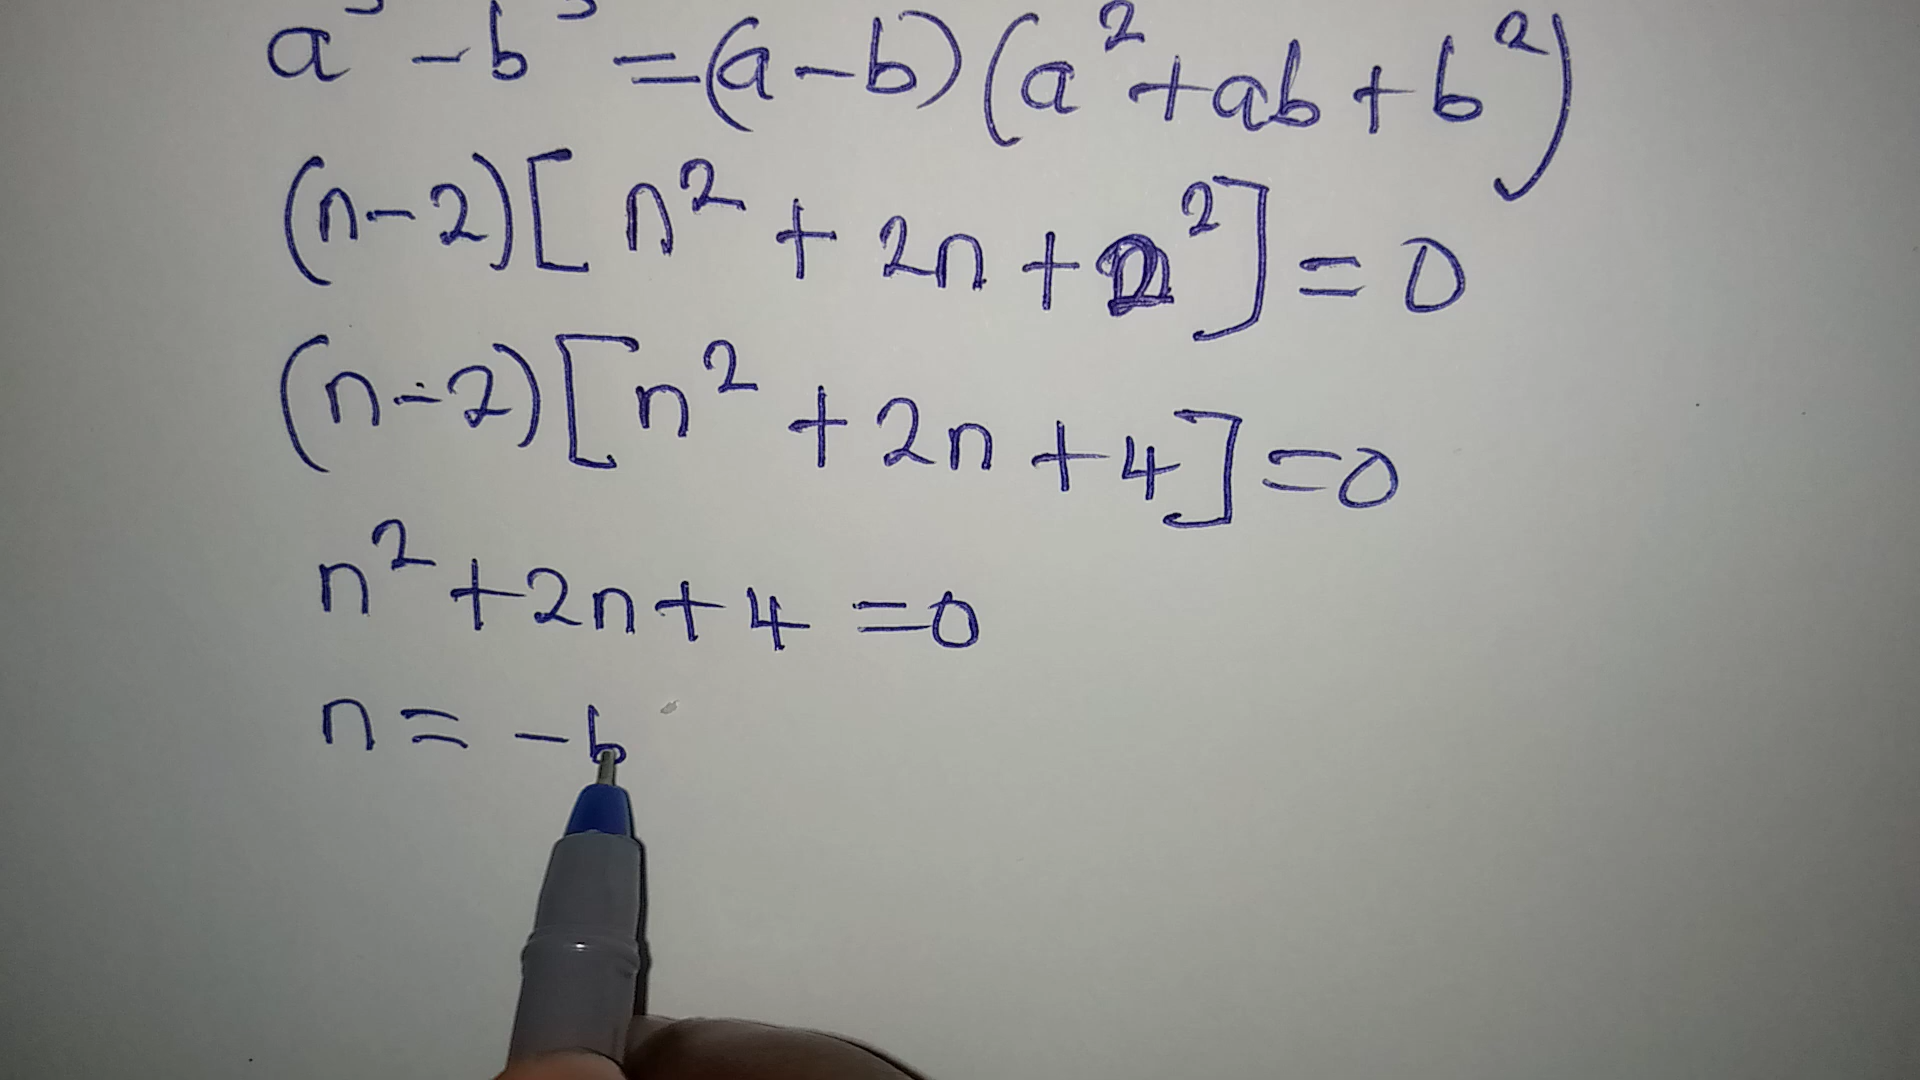 a³ - b³ = (a - b)(a² + ab + b²)
(n - 2)[n² + 2n + 2²] = 0
(n - 2)[n² + 2n + 4] = 0
n² + 2n + 4 = 0
n = - b